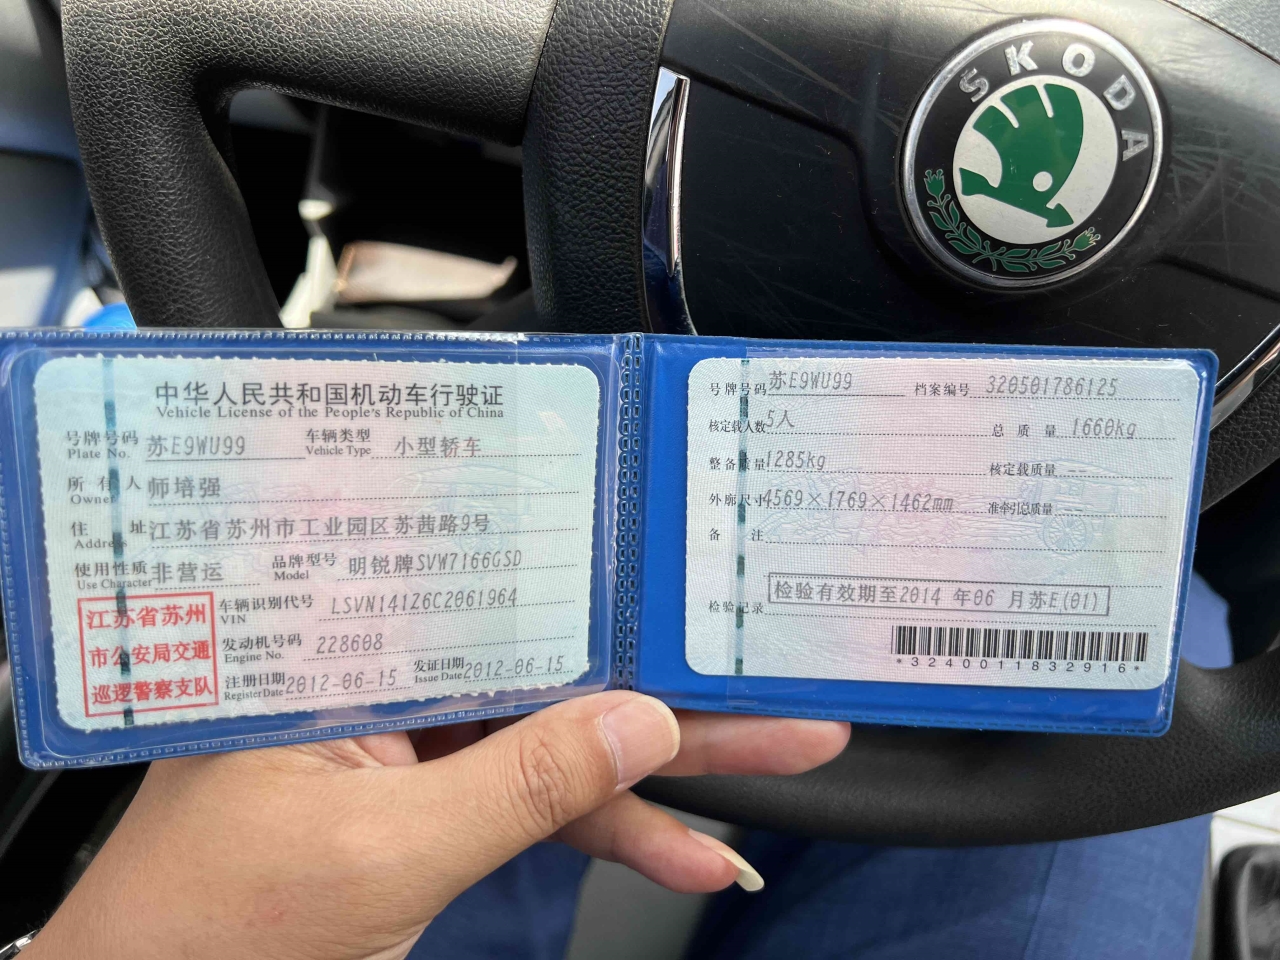 SKODA
中华人民共和国机动车行驶证
Vehicle License of the People's Republic of China
号牌号码 苏E9WU99 车辆类型 小型轿车
Plate No. Vehicle Type
所有人 师培强
Owner
住址 江苏省苏州市工业园区苏茜路9号
Address
使用性质 非营运 品牌型号 明锐牌SVW7166GSD
Use Character Model
江苏省苏州
市公安局交通
巡逻警察支队
车辆识别代号 LSVN141Z6C2061964
VIN
发动机号码 228608
Engine No.
注册日期 2012-06-15 发证日期 2012-06-15
Register Date Issue Date
号牌号码 苏E9WU99 档案编号 320501786125
核定载人数 5人 总质量 1660kg
整备质量 1285kg 核定载质量 --
外廓尺寸 4569×1769×1462mm 准牵引总质量 --
备注
检验记录 检验有效期至2014年06月苏E(01)
*3240011832916*